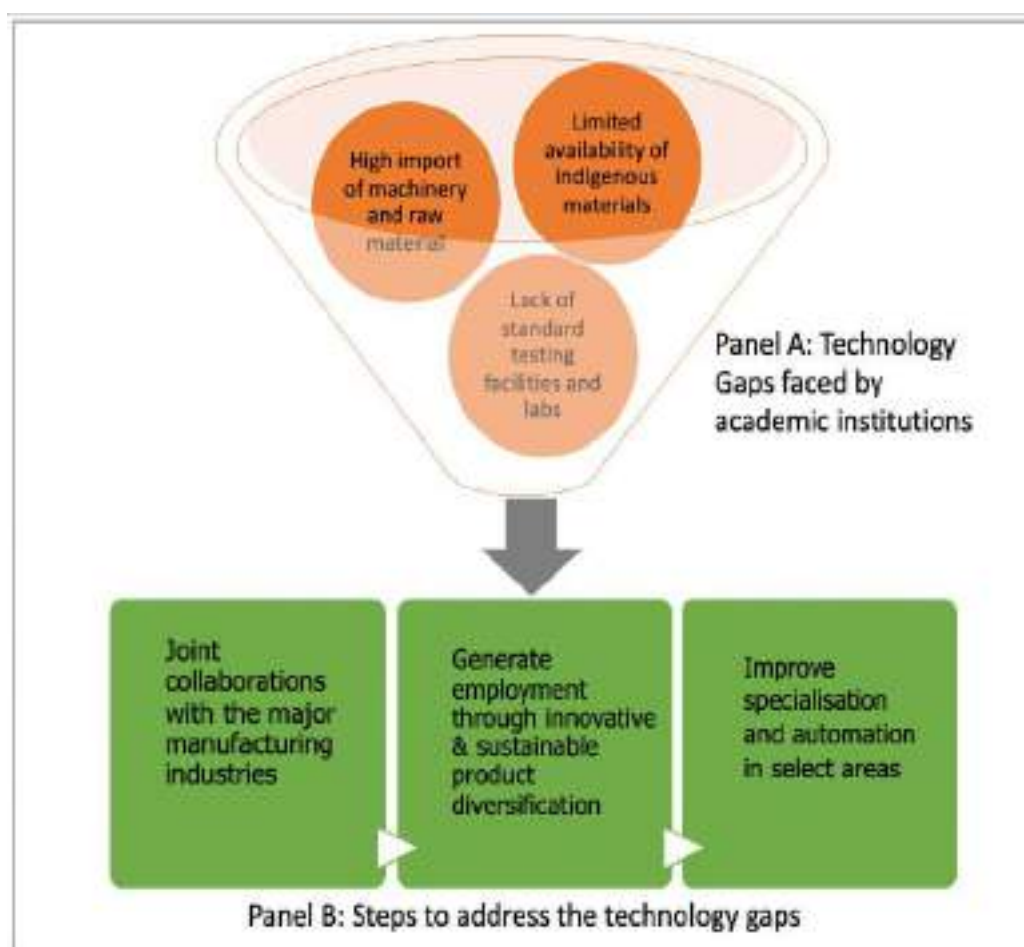 High import
of machinery
and raw
material
Limited
availability of
indigenous
materials
Lack of
standard
testing
facilities and
labs
Panel A: Technology
Gaps faced by
academic institutions
Joint
collaborations
with the major
manufacturing
industries
Generate
employment
through innovative
& sustainable
product
diversification
Improve
specialisation
and automation
in select areas
Panel B: Steps to address the technology gaps